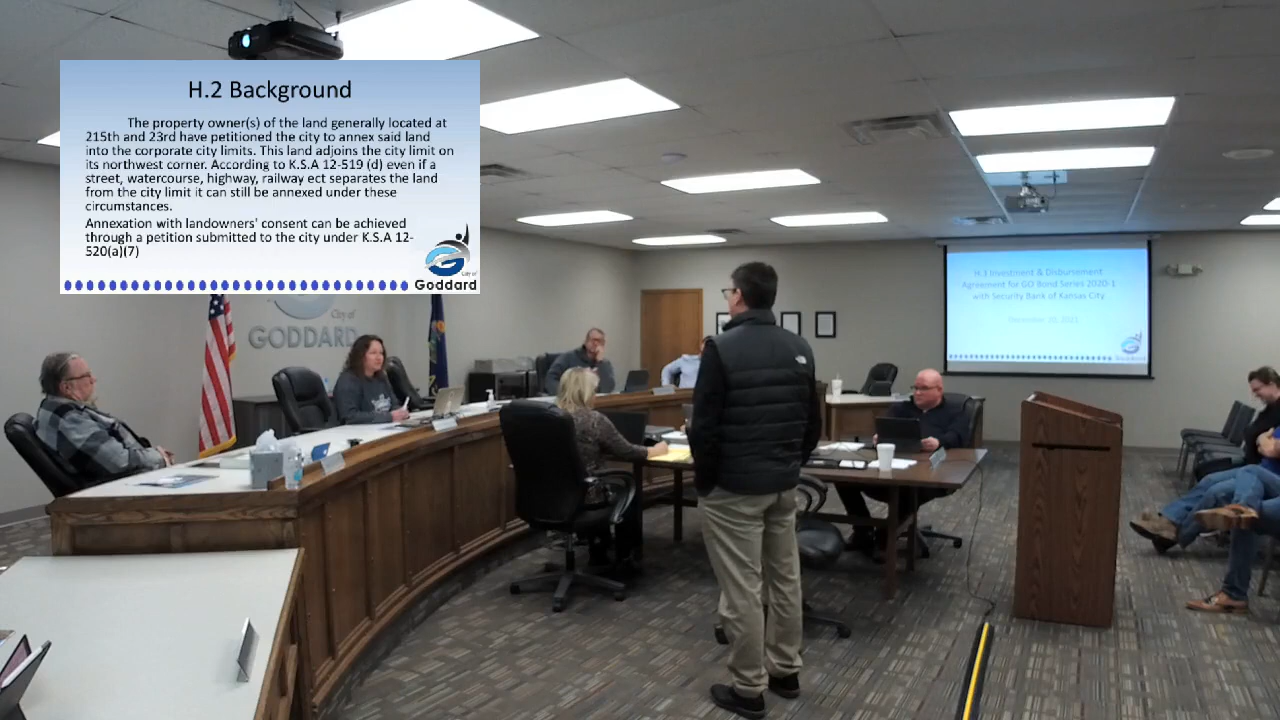 H.2 Background
The property owner(s) of the land generally located at
215th and 23rd have petitioned the city to annex said land
into the corporate city limits. This land adjoins the city limit on
its northwest corner. According to K.S.A 12-519 (d) even if a
street, watercourse, highway, railway ect separates the land
from the city limit it can still be annexed under these
circumstances.
Annexation with landowners' consent can be achieved
through a petition submitted to the city under K.S.A 12-
520(a)(7)
City of
Goddard
City of
GODDARD
H.1 Investment & Disbursement
Agreement for GO Bond Series 2020-1
with Security Bank of Kansas City